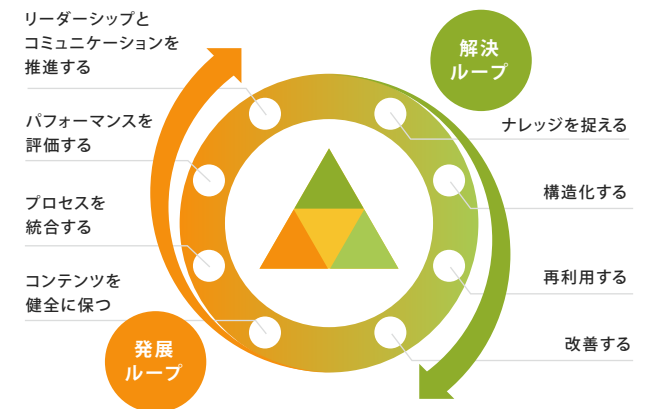 リーダーシップと
コミュニケーションを
推進する
パフォーマンスを
評価する
プロセスを
統合する
コンテンツを
健全に保つ
発展
ループ
解決
ループ
ナレッジを捉える
構造化する
再利用する
改善する